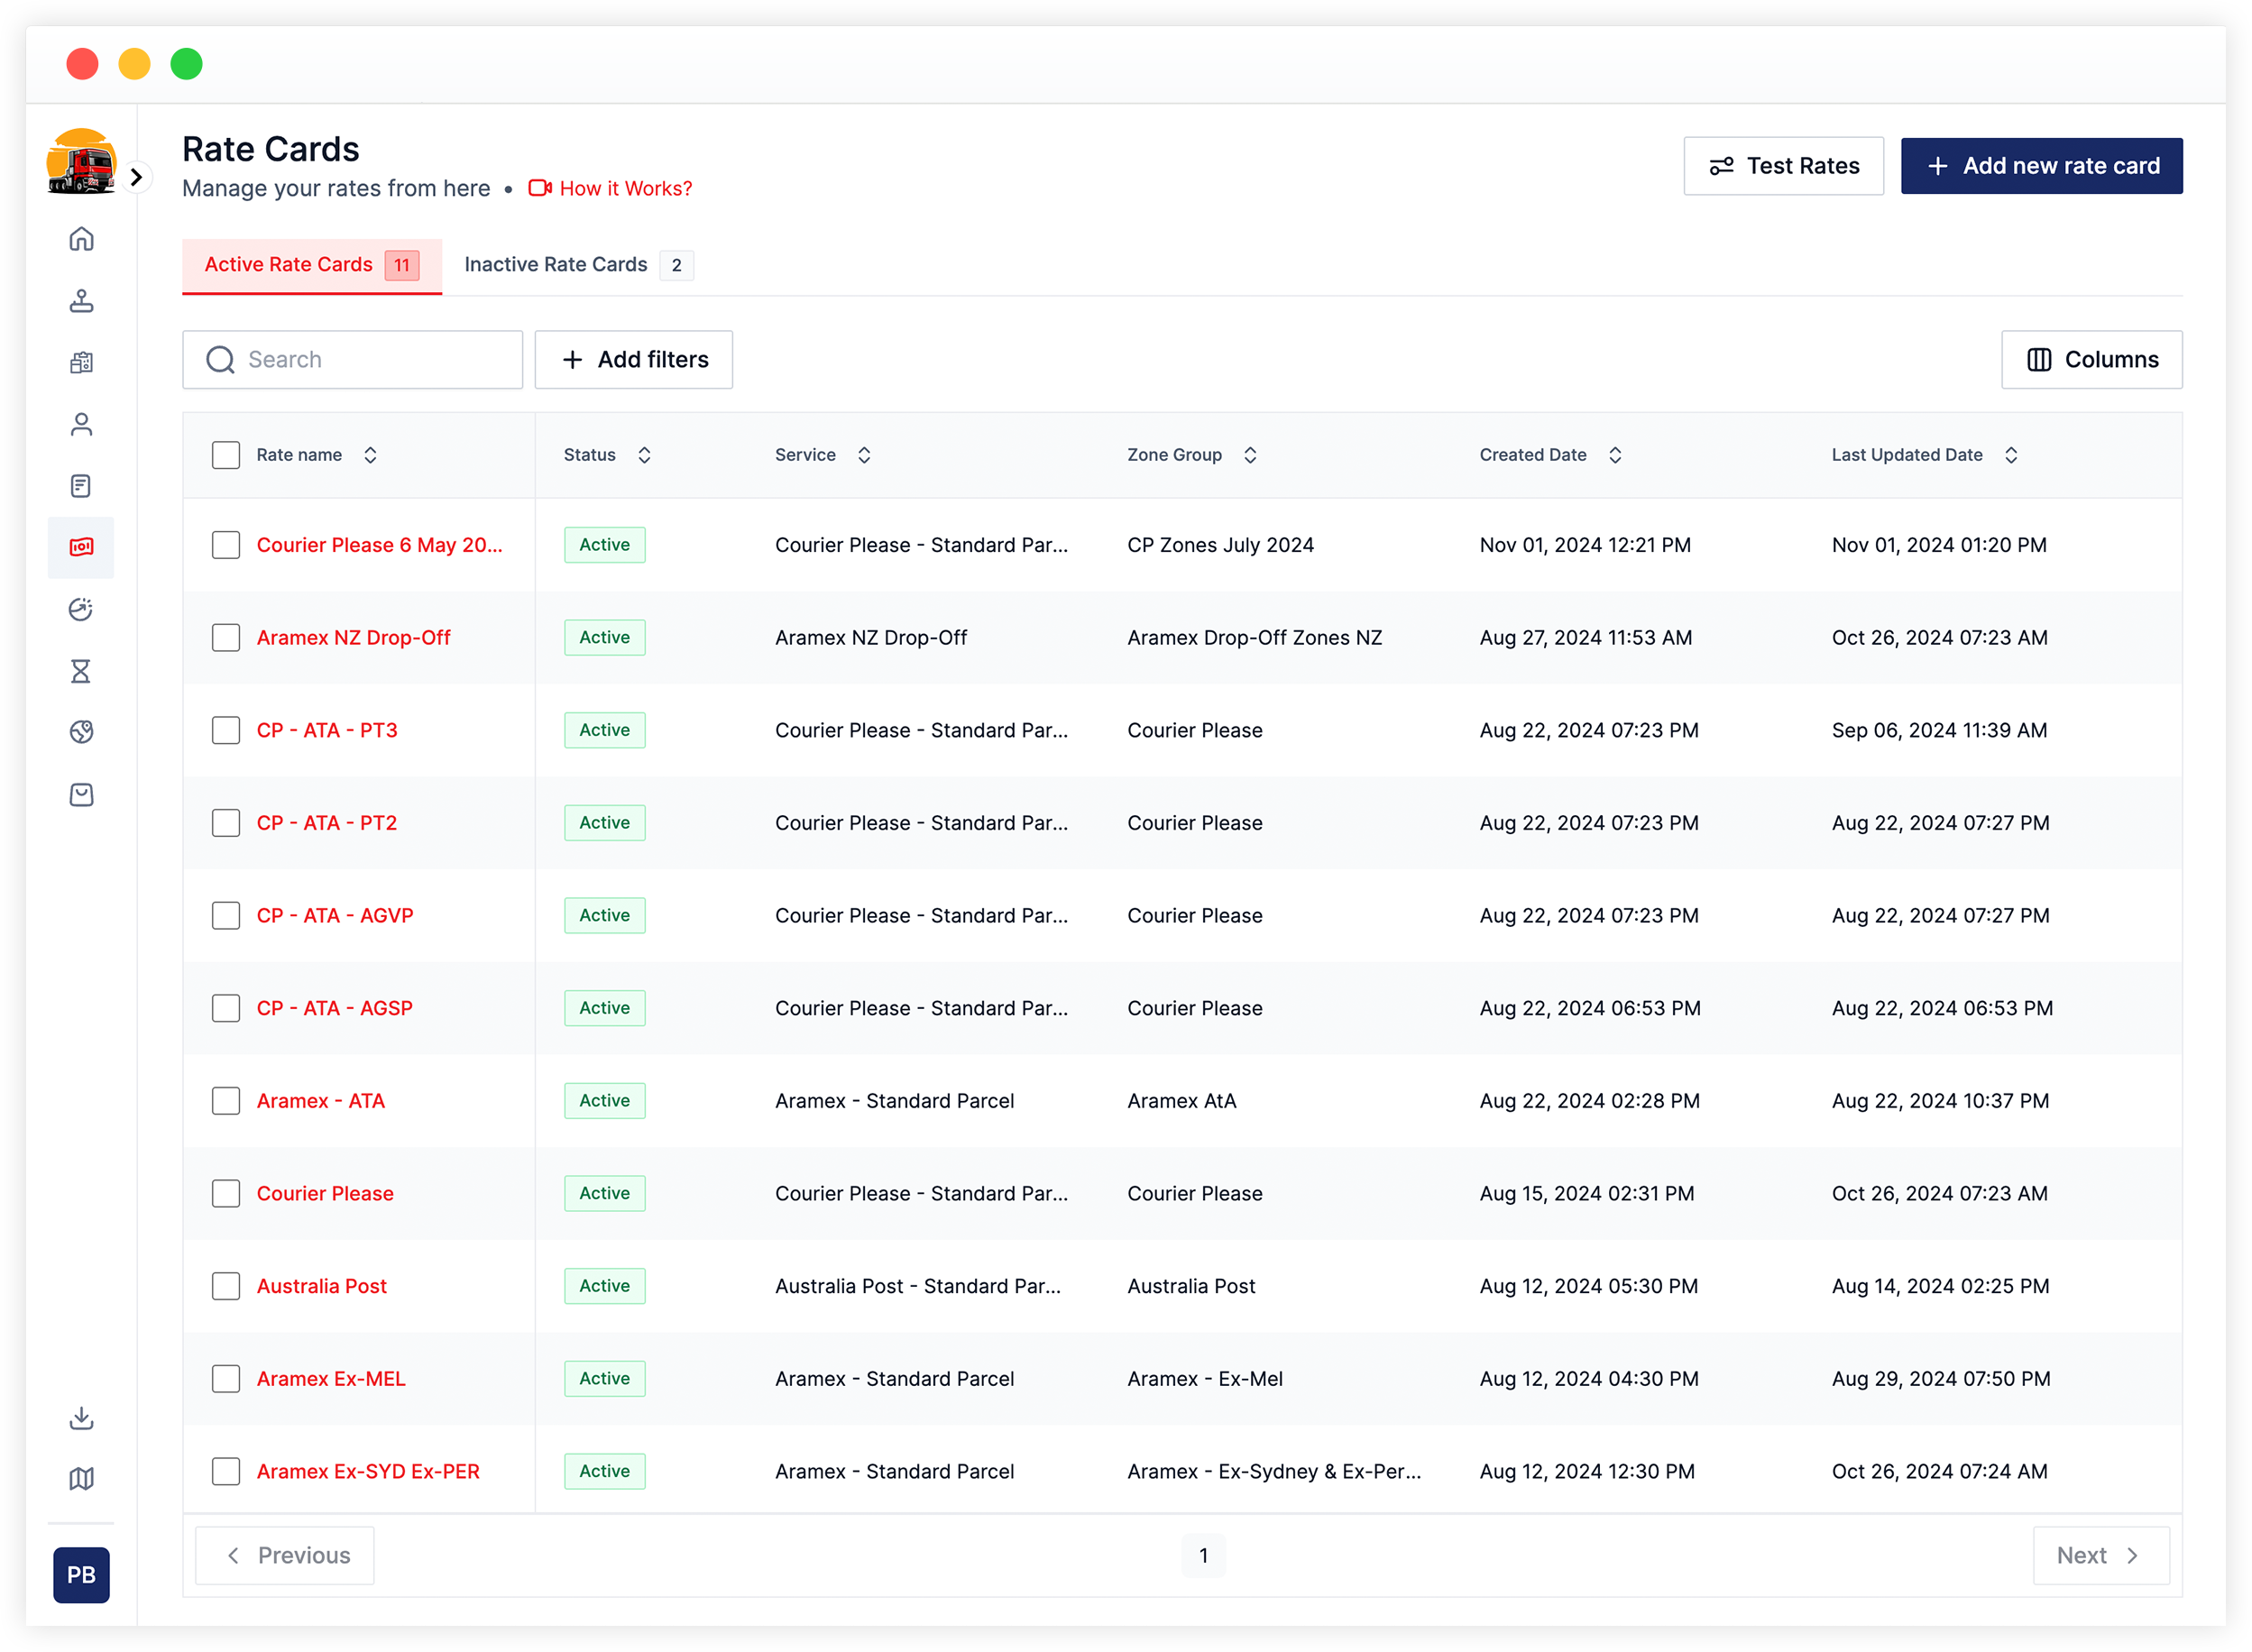 Rate Cards
Manage your rates from here • How it Works?
Test Rates
Add new rate card
Active Rate Cards 11 Inactive Rate Cards 2
Search
Add filters
Columns
Rate name Status Service Zone Group Created Date Last Updated Date
Courier Please 6 May 20... Active Courier Please - Standard Par... CP Zones July 2024 Nov 01, 2024 12:21 PM Nov 01, 2024 01:20 PM
Aramex NZ Drop-Off Active Aramex NZ Drop-Off Aramex Drop-Off Zones NZ Aug 27, 2024 11:53 AM Oct 26, 2024 07:23 AM
CP - ATA - PT3 Active Courier Please - Standard Par... Courier Please Aug 22, 2024 07:23 PM Sep 06, 2024 11:39 AM
CP - ATA - PT2 Active Courier Please - Standard Par... Courier Please Aug 22, 2024 07:23 PM Aug 22, 2024 07:27 PM
CP - ATA - AGVP Active Courier Please - Standard Par... Courier Please Aug 22, 2024 07:23 PM Aug 22, 2024 07:27 PM
CP - ATA - AGSP Active Courier Please - Standard Par... Courier Please Aug 22, 2024 06:53 PM Aug 22, 2024 06:53 PM
Aramex - ATA Active Aramex - Standard Parcel Aramex AtA Aug 22, 2024 02:28 PM Aug 22, 2024 10:37 PM
Courier Please Active Courier Please - Standard Par... Courier Please Aug 15, 2024 02:31 PM Oct 26, 2024 07:23 AM
Australia Post Active Australia Post - Standard Par... Australia Post Aug 12, 2024 05:30 PM Aug 14, 2024 02:25 PM
Aramex Ex-MEL Active Aramex - Standard Parcel Aramex - Ex-Mel Aug 12, 2024 04:30 PM Aug 29, 2024 07:50 PM
Aramex Ex-SYD Ex-PER Active Aramex - Standard Parcel Aramex - Ex-Sydney & Ex-Per... Aug 12, 2024 12:30 PM Oct 26, 2024 07:24 AM
Previous 1 Next
PB